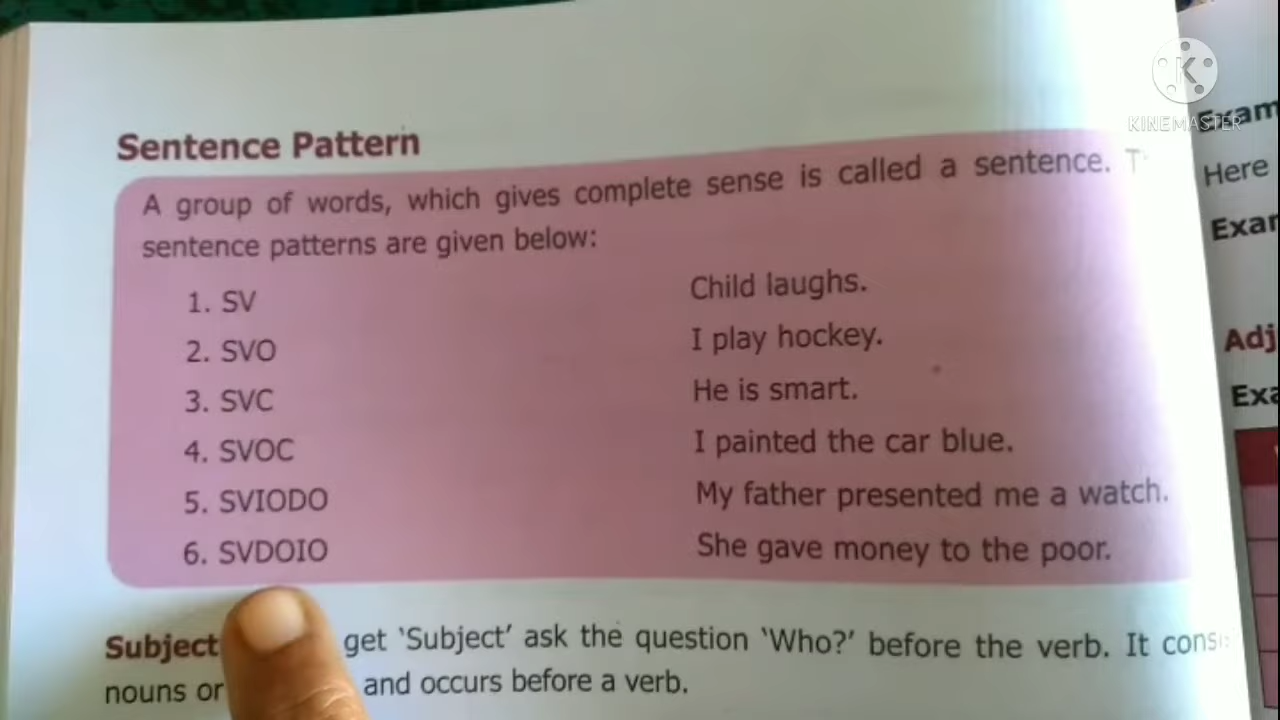 Sentence Pattern
A group of words, which gives complete sense is called a sentence.
sentence patterns are given below:
1. SV Child laughs.
2. SVO I play hockey.
3. SVC He is smart.
4. SVOC I painted the car blue.
5. SVIODO My father presented me a watch.
6. SVDOIO She gave money to the poor.
Subject get ‘Subject’ ask the question ‘Who?’ before the verb. It
nouns or and occurs before a verb.
Here
KINEMASTER